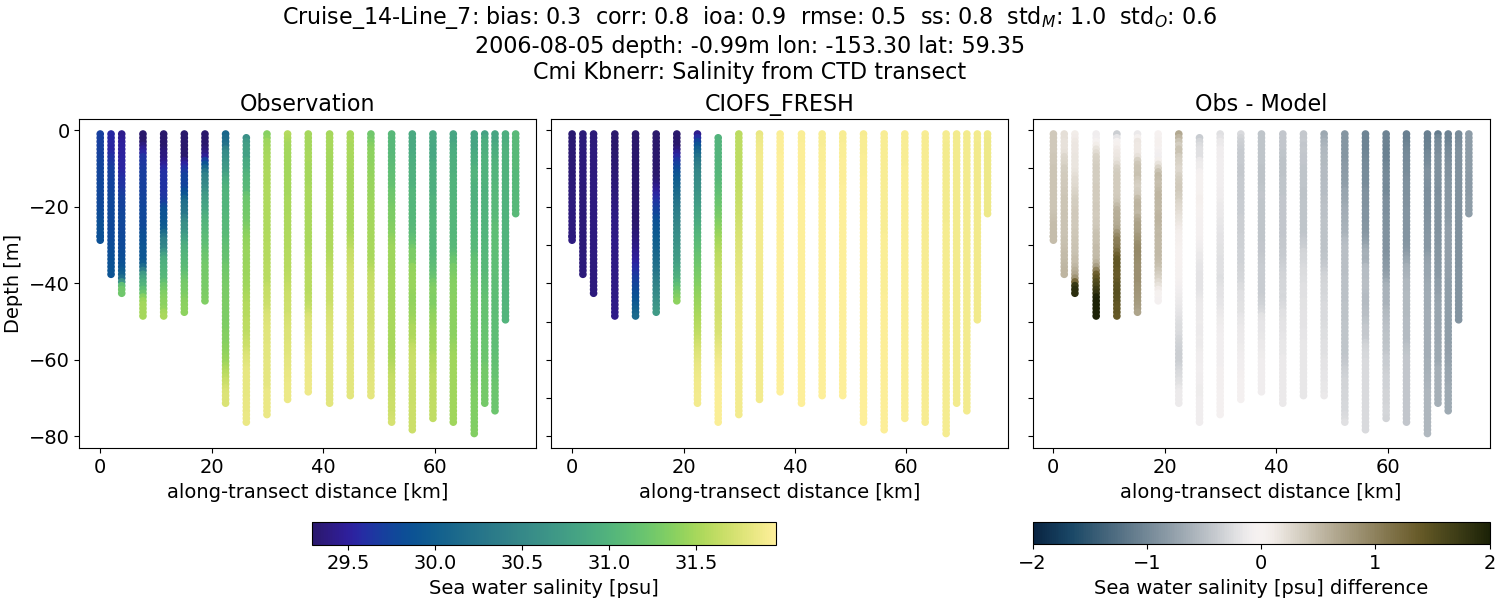 Cruise_14-Line_7: bias: 0.3 corr: 0.8 ioa: 0.9 rmse: 0.5 ss: 0.8 std_M: 1.0 std_O: 0.6
2006-08-05 depth: -0.99m lon: -153.30 lat: 59.35
Cmi Kbnerr: Salinity from CTD transect
Observation
CIOFS_FRESH
Obs - Model
Depth [m]
0
−20
−40
−60
−80
0 20 40 60
0 20 40 60
0 20 40 60
along-transect distance [km]
along-transect distance [km]
along-transect distance [km]
29.5 30.0 30.5 31.0 31.5
Sea water salinity [psu]
−2 −1 0 1 2
Sea water salinity [psu] difference